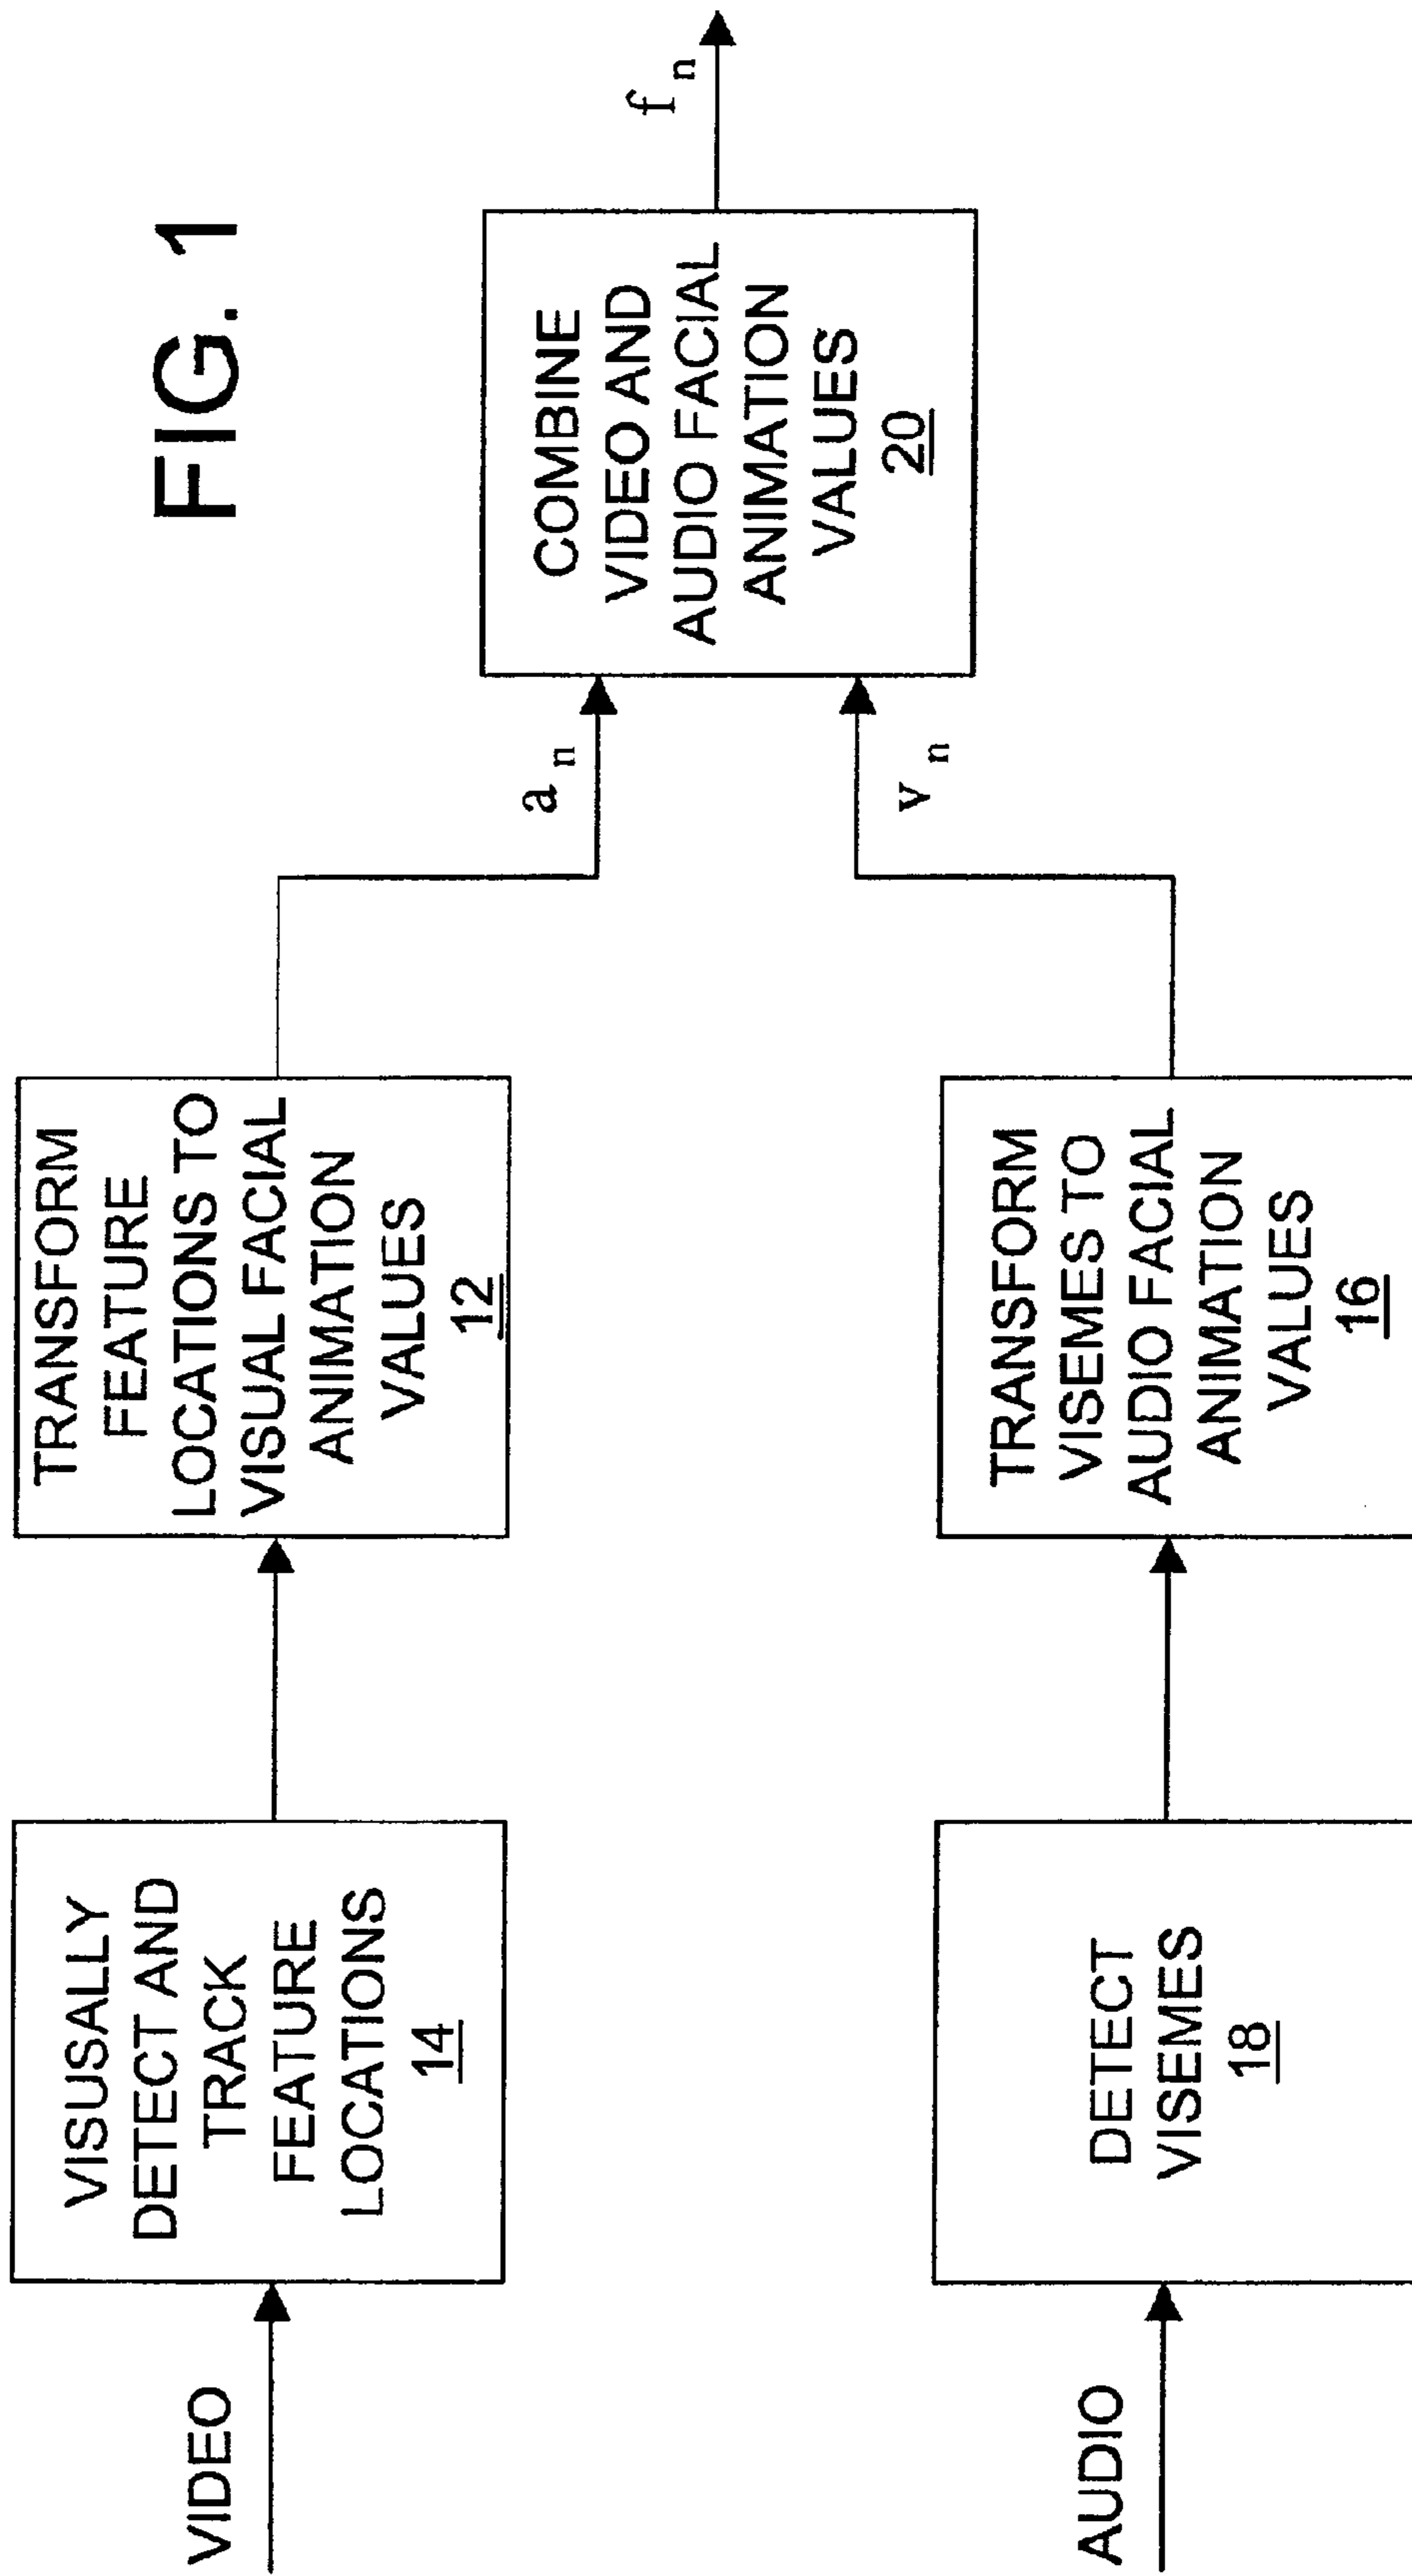 FIG. 1
VIDEO
VISUSALLY
DETECT AND
TRACK
FEATURE
LOCATIONS
14
TRANSFORM
FEATURE
LOCATIONS TO
VISUAL FACIAL
ANIMATION
VALUES
12
a n
COMBINE
VIDEO AND
AUDIO FACIAL
ANIMATION
VALUES
20
f n
AUDIO
DETECT
VISEMES
18
TRANSFORM
VISEMES TO
AUDIO FACIAL
ANIMATION
VALUES
16
v n